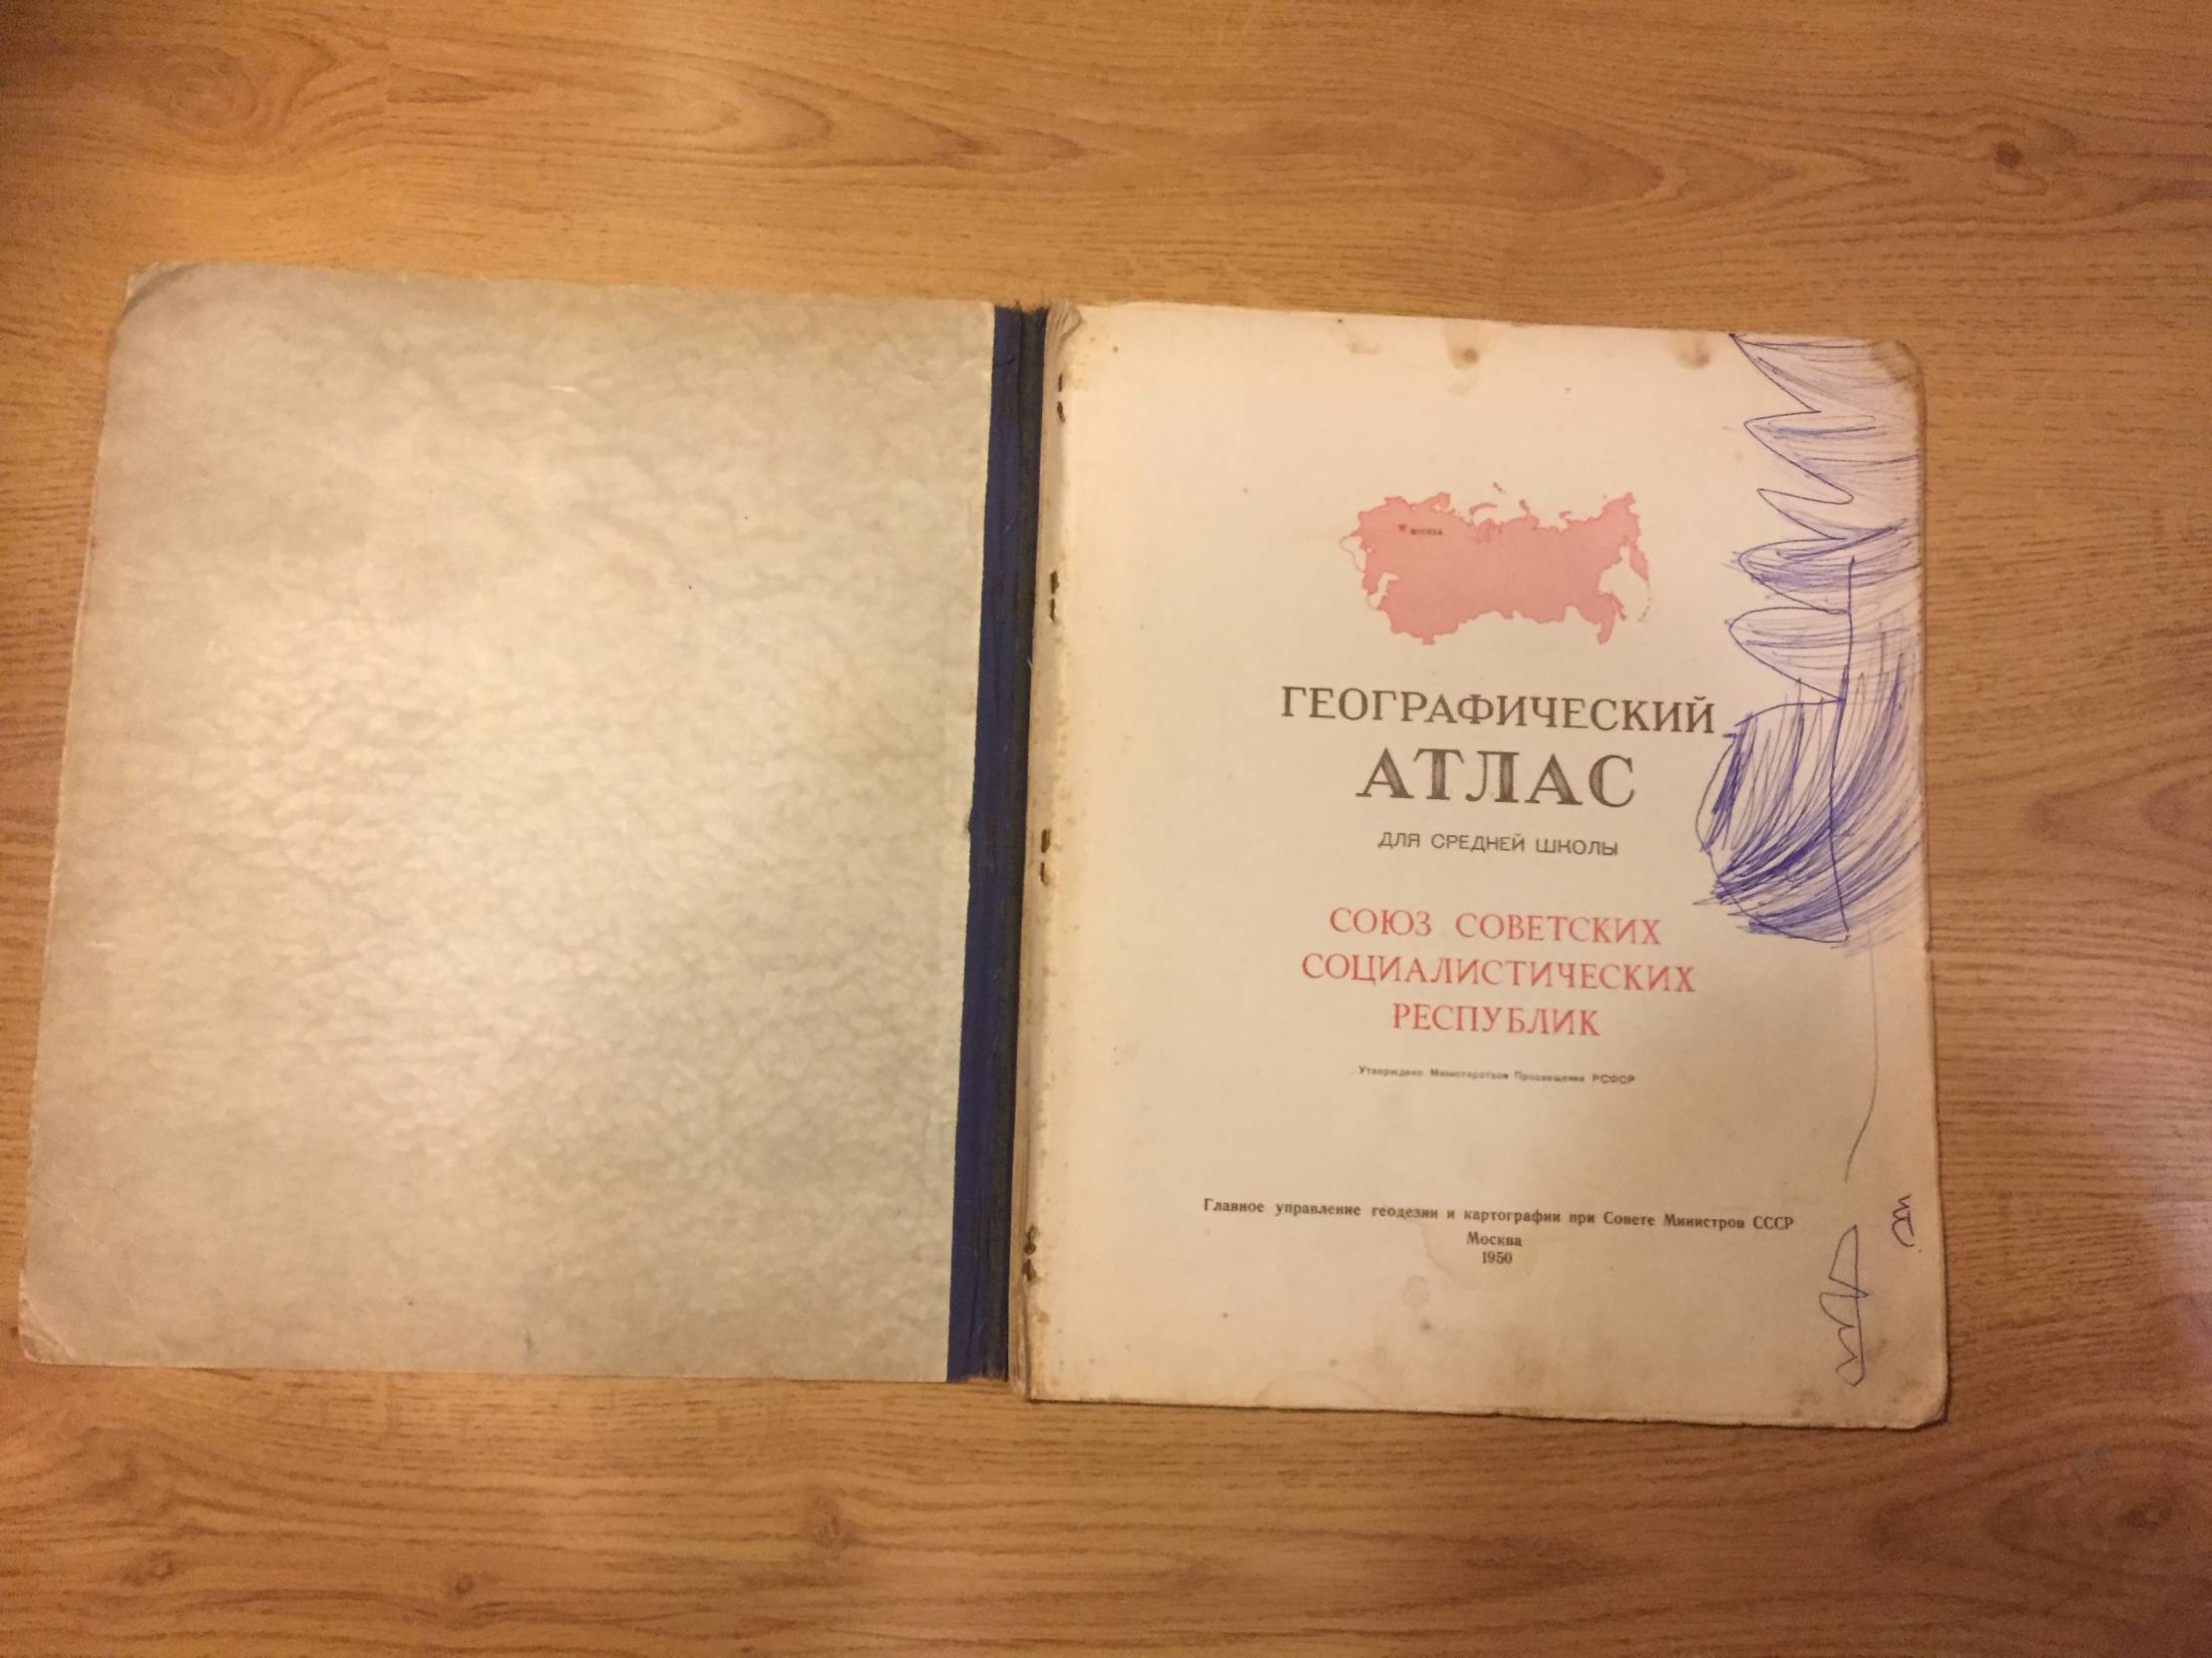 МОСКВА
ГЕОГРАФИЧЕСКИЙ
АТЛАС
ДЛЯ СРЕДНЕЙ ШКОЛЫ
СОЮЗ СОВЕТСКИХ
СОЦИАЛИСТИЧЕСКИХ
РЕСПУБЛИК
Утверждено Министерством Просвещения РСФСР
Главное управление геодезии и картографии при Совете Министров СССР
Москва
1950